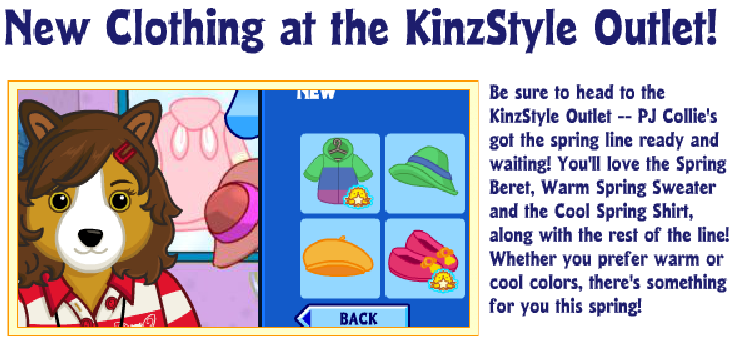 New Clothing at the KinzStyle Outlet!
NEW
BACK
Be sure to head to the
KinzStyle Outlet -- PJ Collie's
got the spring line ready and
waiting! You'll love the Spring
Beret, Warm Spring Sweater
and the Cool Spring Shirt,
along with the rest of the line!
Whether you prefer warm or
cool colors, there's something
for you this spring!